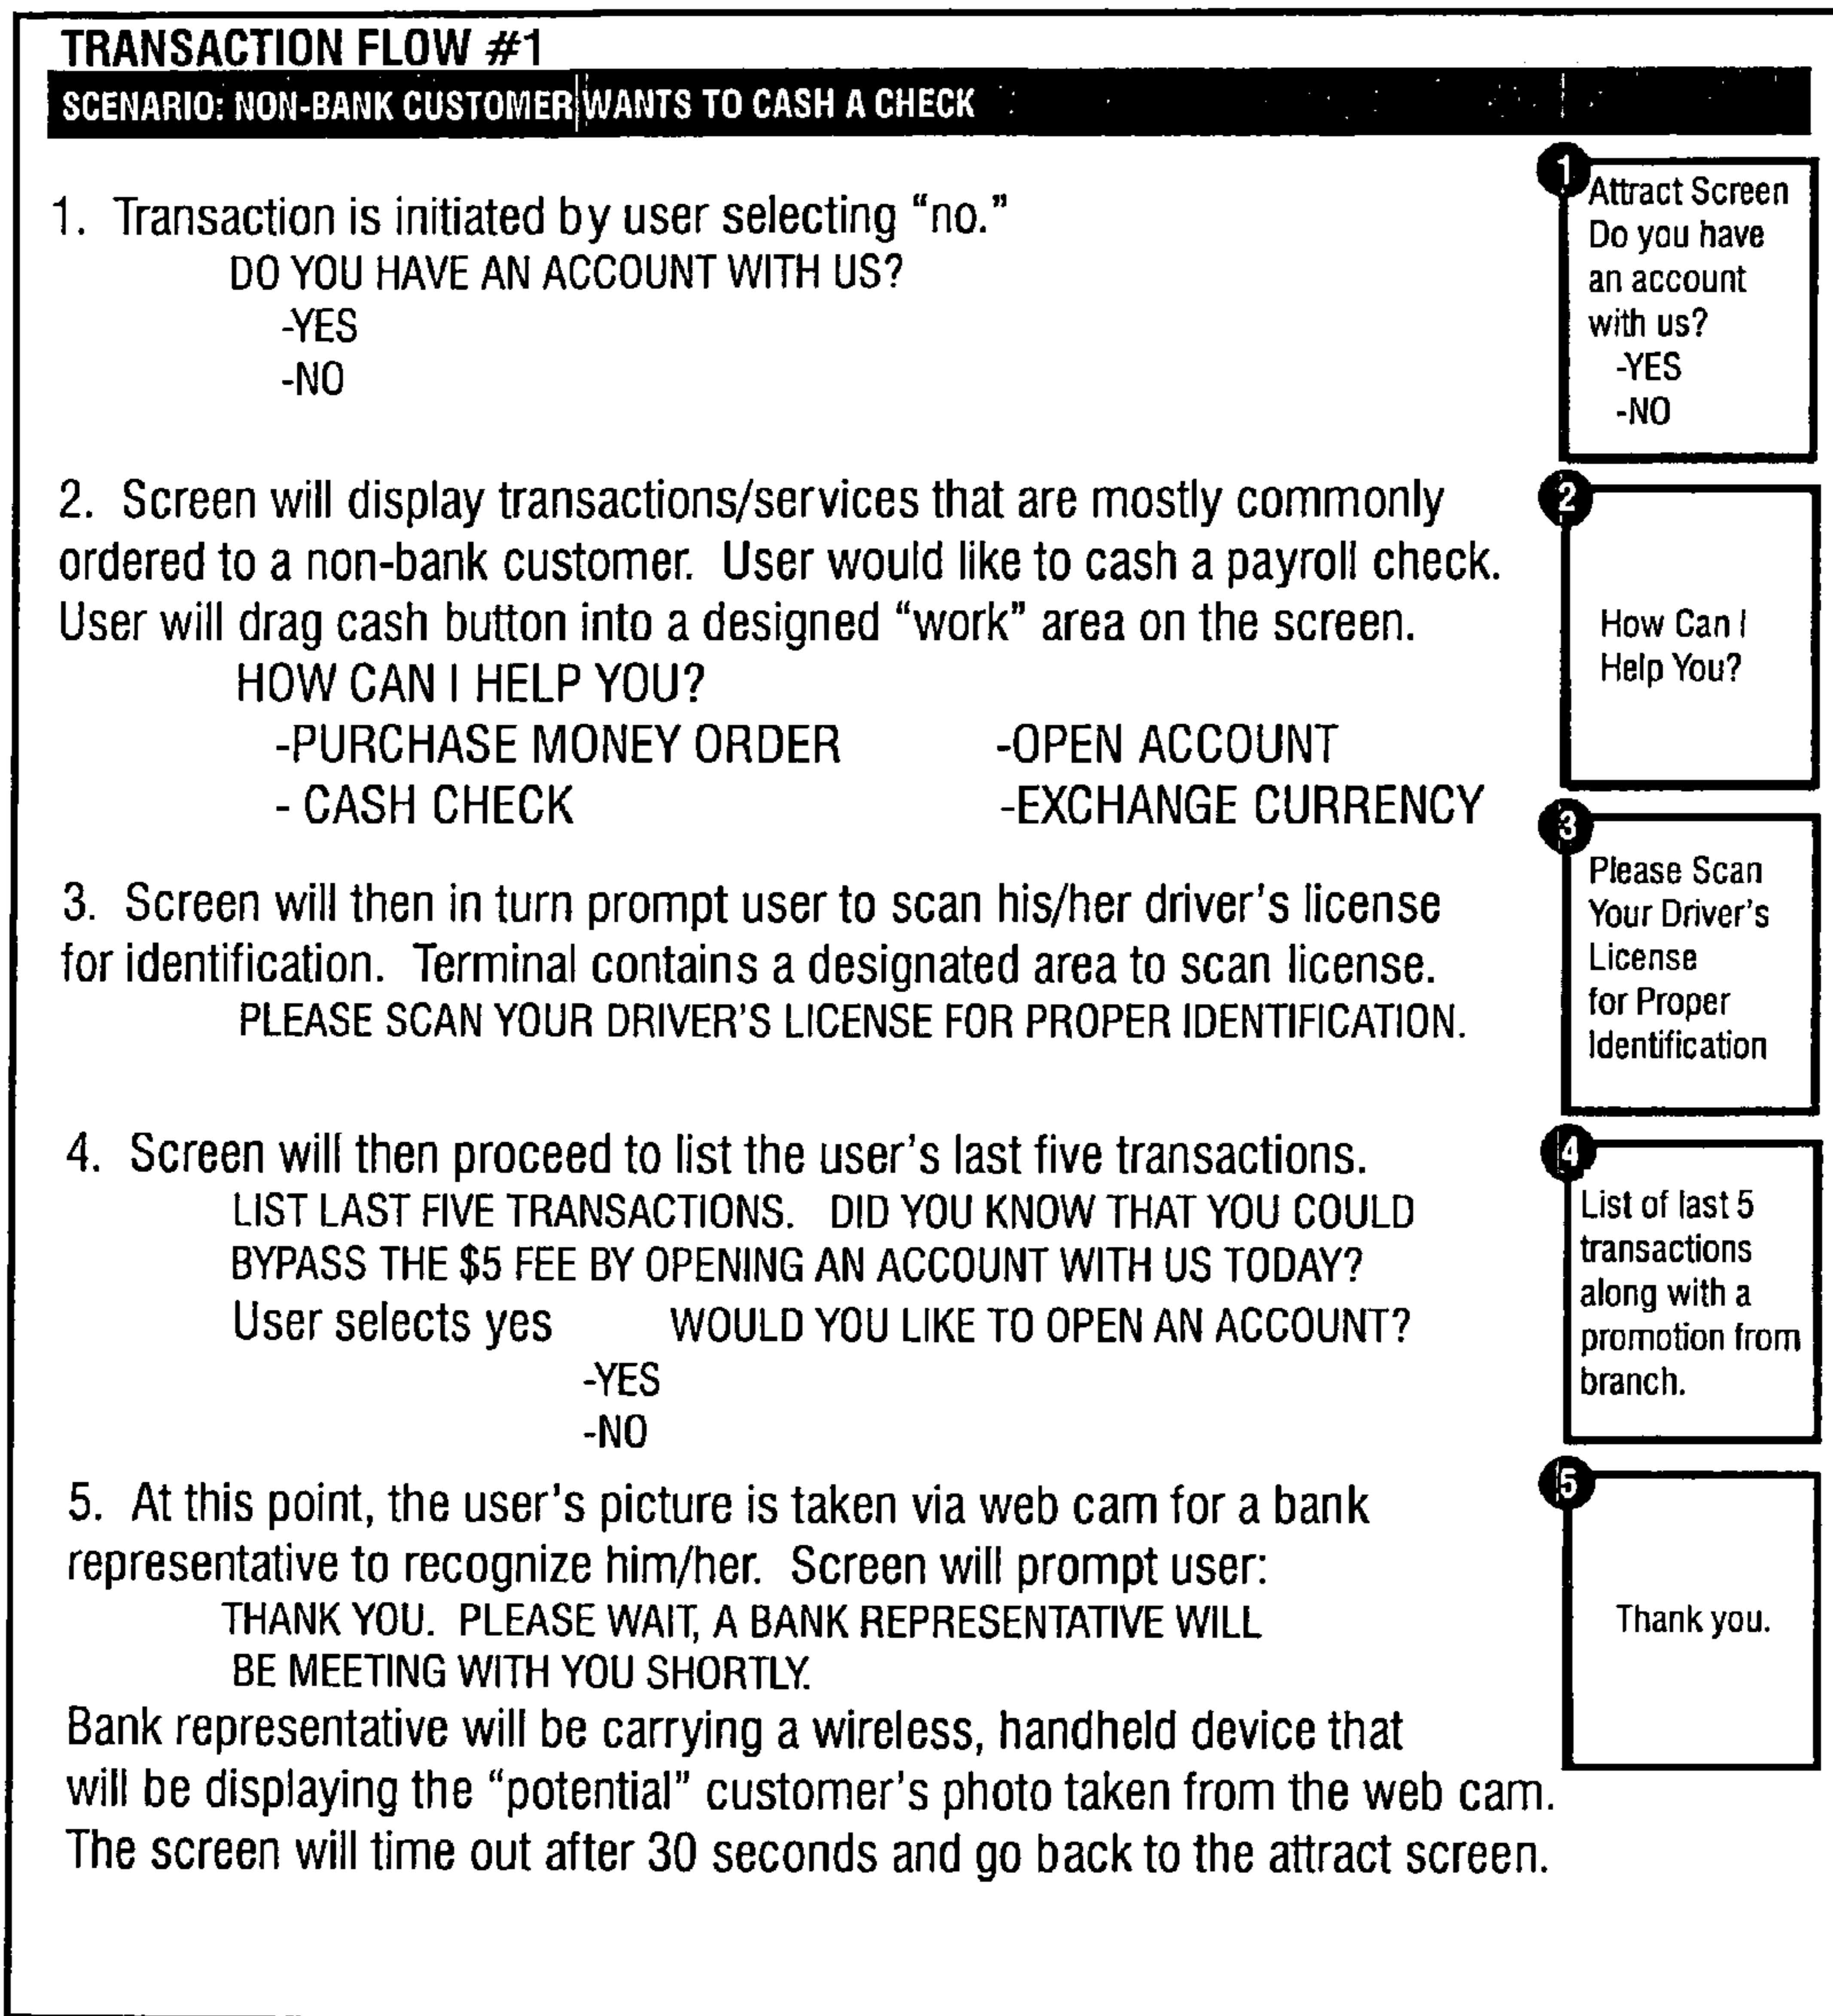 TRANSACTION FLOW #1
SCENARIO: NON-BANK CUSTOMER WANTS TO CASH A CHECK
1. Transaction is initiated by user selecting “no.”
DO YOU HAVE AN ACCOUNT WITH US?
-YES
-NO
1
Attract Screen
Do you have
an account
with us?
-YES
-NO
2. Screen will display transactions/services that are mostly commonly
ordered to a non-bank customer. User would like to cash a payroll check.
User will drag cash button into a designed “work” area on the screen.
HOW CAN I HELP YOU?
-PURCHASE MONEY ORDER -OPEN ACCOUNT
- CASH CHECK -EXCHANGE CURRENCY
2
How Can I
Help You?
3. Screen will then in turn prompt user to scan his/her driver's license
for identification. Terminal contains a designated area to scan license.
PLEASE SCAN YOUR DRIVER'S LICENSE FOR PROPER IDENTIFICATION.
3
Please Scan
Your Driver's
License
for Proper
Identification
4. Screen will then proceed to list the user's last five transactions.
LIST LAST FIVE TRANSACTIONS. DID YOU KNOW THAT YOU COULD
BYPASS THE $5 FEE BY OPENING AN ACCOUNT WITH US TODAY?
User selects yes WOULD YOU LIKE TO OPEN AN ACCOUNT?
-YES
-NO
4
List of last 5
transactions
along with a
promotion from
branch.
5. At this point, the user's picture is taken via web cam for a bank
representative to recognize him/her. Screen will prompt user:
THANK YOU. PLEASE WAIT, A BANK REPRESENTATIVE WILL
BE MEETING WITH YOU SHORTLY.
Bank representative will be carrying a wireless, handheld device that
will be displaying the “potential” customer's photo taken from the web cam.
The screen will time out after 30 seconds and go back to the attract screen.
5
Thank you.